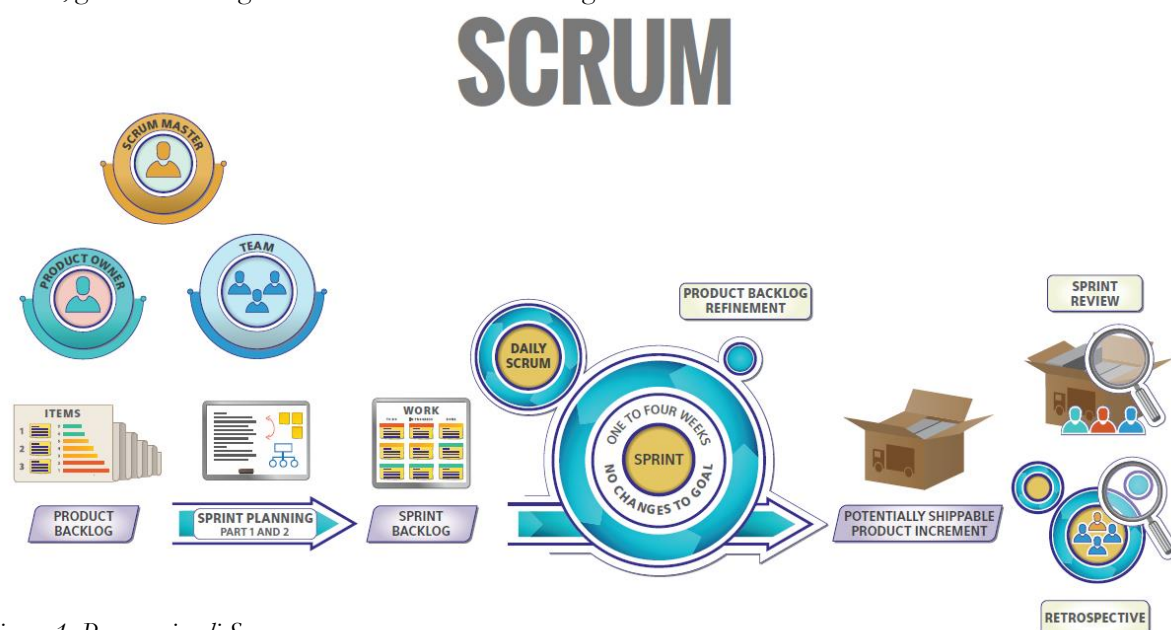 SCRUM
SCRUM MASTER
PRODUCT OWNER
TEAM
PRODUCT BACKLOG
REFINEMENT
SPRINT
REVIEW
DAILY
SCRUM
ITEMS
1
2
3
WORK
ONE TO FOUR WEEKS
SPRINT
NO CHANGES TO GOAL
PRODUCT
BACKLOG
SPRINT PLANNING
PART 1 AND 2
SPRINT
BACKLOG
POTENTIALLY SHIPPABLE
PRODUCT INCREMENT
RETROSPECTIVE